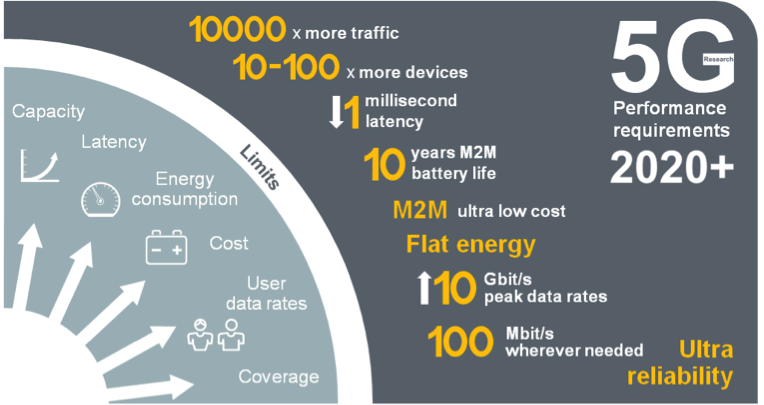 10000 x more traffic
10-100 x more devices
1 millisecond
latency
10 years M2M
battery life
M2M ultra low cost
Flat energy
10 Gbit/s
peak data rates
100 Mbit/s
wherever needed
Ultra
reliability
5G
Research
Performance
requirements
2020+
Limits
Capacity
Latency
Energy
consumption
Cost
User
data rates
Coverage